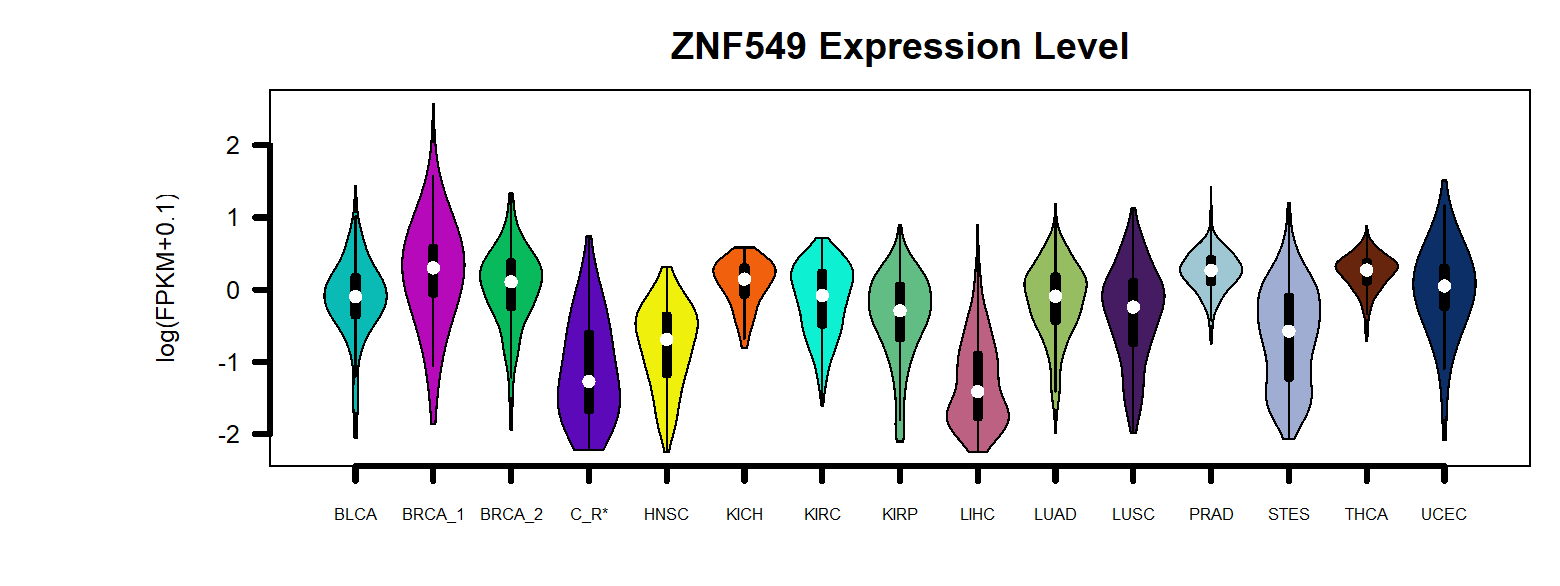 ZNF549 Expression Level
log(FPKM+0.1)
2
1
0
-1
-2
BLCA BRCA_1 BRCA_2 C_R* HNSC KICH KIRC KIRP LIHC LUAD LUSC PRAD STES THCA UCEC